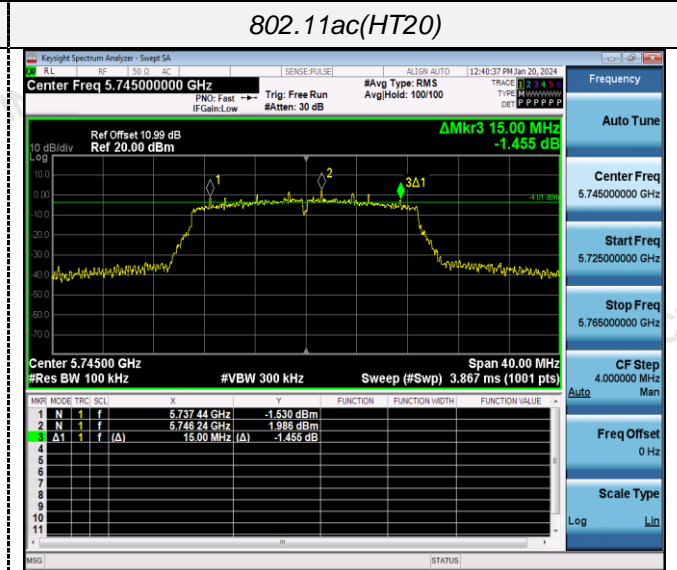 802.11ac(HT20)
Keysight Spectrum Analyzer - Swept SA
RL RF 50 Ω AC SENSE:PULSE ALIGN AUTO 12:40:37 PM Jan 20, 2024
Center Freq 5.745000000 GHz
PNO: Fast
IFGain:Low
Trig: Free Run
#Atten: 30 dB
#Avg Type: RMS
Avg|Hold: 100/100
TRACE 1 2 3 4 5 6
TYPE M WWWWW
DET P P P P P P
Frequency
Auto Tune
Center Freq
5.745000000 GHz
Start Freq
5.725000000 GHz
Stop Freq
5.765000000 GHz
CF Step
4.000000 MHz
Auto Man
Freq Offset
0 Hz
Scale Type
Log Lin
ΔMkr3 15.00 MHz
-1.455 dB
Ref Offset 10.99 dB
10 dB/div Ref 20.00 dBm
Log
10.0
0.00
-10.0
-20.0
-30.0
-40.0
-50.0
-60.0
-70.0
1
2
3Δ1
-4.01 dBm
Center 5.74500 GHz Span 40.00 MHz
#Res BW 100 kHz #VBW 300 kHz Sweep (#Swp) 3.867 ms (1001 pts)
MKR MODE TRC SCL X Y FUNCTION FUNCTION WIDTH FUNCTION VALUE
1 N 1 f 5.737 44 GHz -1.530 dBm
2 N 1 f 5.746 24 GHz 1.986 dBm
3 Δ1 1 f (Δ) 15.00 MHz (Δ) -1.455 dB
4
5
6
7
8
9
10
11
MSG STATUS